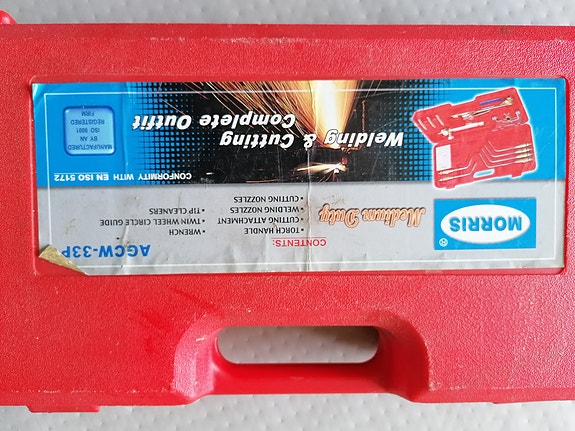 Welding & Cutting
Complete Outfit
MANUFACTURED
BY AN
ISO 9001
REGISTERED
FIRM
CONFORMITY WITH EN ISO 5172
MORRIS
®
Medium Duty
CONTENTS:
• TORCH HANDLE
• CUTTING ATTACHMENT
• WELDING NOZZLES
• CUTTING NOZZLES
• WRENCH
• TWIN WHEEL CIRCLE GUIDE
• TIP CLEANERS
AGCW-33P